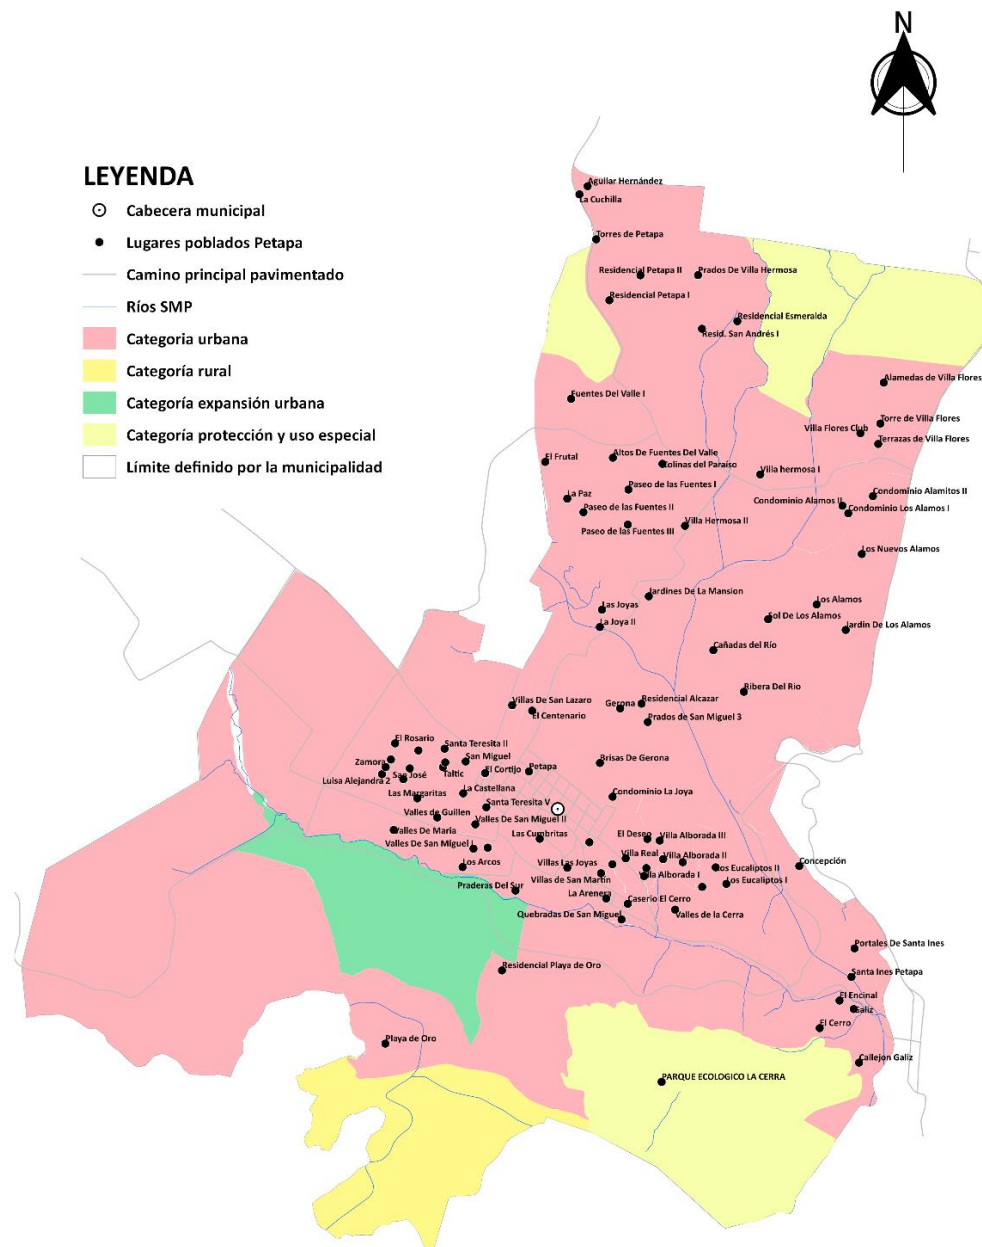 N
LEYENDA
Cabecera municipal
Lugares poblados Petapa
Camino principal pavimentado
Ríos SMP
Categoria urbana
Categoría rural
Categoría expansión urbana
Categoría protección y uso especial
Límite definido por la municipalidad
Aguilar Hernández
La Cuchilla
Torres de Petapa
Residencial Petapa II
Prados De Villa Hermosa
Residencial Petapa I
Residencial Esmeralda
Resid. San Andrés I
Alamedas de Villa Flores
Fuentes Del Valle I
Torre de Villa Flores
Villa Flores Club
Terrazas de Villa Flores
El Frutal
Altos De Fuentes Del Valle
Colinas del Paraíso
Villa hermosa I
Paseo de las Fuentes I
La Paz
Condominio Alamitos II
Condominio Alamos II
Paseo de las Fuentes II
Condominio Los Alamos I
Villa Hermosa II
Paseo de las Fuentes III
Los Nuevos Alamos
Jardines De La Mansion
Las Joyas
Los Alamos
La Joya II
Sol De Los Alamos
Jardin De Los Alamos
Cañadas del Río
Ribera Del Rio
Villas De San Lazaro
Gerona
Residencial Alcazar
El Centenario
Prados de San Miguel 3
El Rosario
Santa Teresita II
San Miguel
Brisas De Gerona
Zamora
El Cortijo
Petapa
Luisa Alejandra 2
San José
Taltic
Las Margaritas
La Castellana
Condominio La Joya
Santa Teresita V
Valles de Guillen
Valles De San Miguel II
Valles De Maria
Las Cumbritas
El Deseo
Villa Alborada III
Valles De San Miguel I
Villa Real
Villa Alborada II
Los Arcos
Villas Las Joyas
Los Eucaliptos II
Concepción
Villas de San Martín
Villa Alborada I
Los Eucaliptos I
Praderas Del Sur
La Arenera
Caserio El Cerro
Quebradas De San Miguel
Valles de la Cerra
Portales De Santa Ines
Residencial Playa de Oro
Santa Ines Petapa
El Encinal
Galiz
El Cerro
Playa de Oro
Callejon Galiz
PARQUE ECOLOGICO LA CERRA